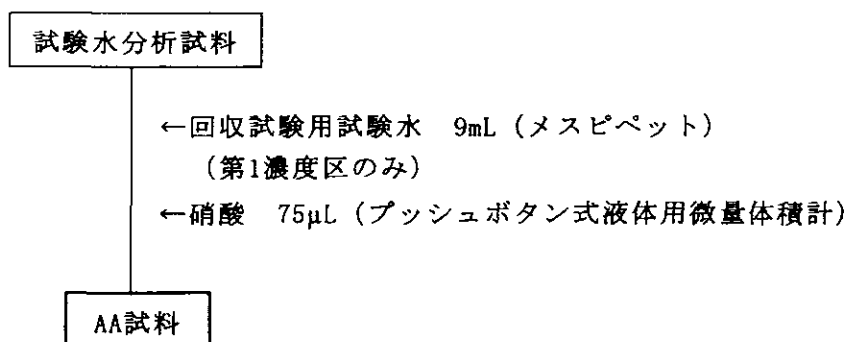 試験水分析試料
←回収試験用試験水 9mL（メスピペット）
（第1濃度区のみ）
←硝酸 75μL（プッシュボタン式液体用微量体積計）
AA試料